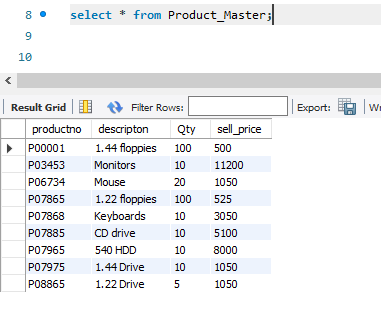 8 select * from Product_Master;
9
10
Result Grid Filter Rows: Export: Wr
productno descripton Qty sell_price
P00001 1.44 floppies 100 500
P03453 Monitors 10 11200
P06734 Mouse 20 1050
P07865 1.22 floppies 100 525
P07868 Keyboards 10 3050
P07885 CD drive 10 5100
P07965 540 HDD 10 8000
P07975 1.44 Drive 10 1050
P08865 1.22 Drive 5 1050